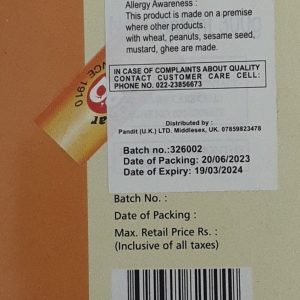 Allergy Awareness :
This product is made on a premise
where other products.
with wheat, peanuts, sesame seed,
mustard, ghee are made.
IN CASE OF COMPLAINTS ABOUT QUALITY
CONTACT CUSTOMER CARE CELL:
PHONE NO. 022-23856673
Distributed by :
Pandit (U.K.) LTD. Middlesex, UK. 07859823478
Batch no.:326002
Date of Packing: 20/06/2023
Date of Expiry: 19/03/2024
NCE 1910
ar
Batch No. :
Date of Packing :
Max. Retail Price Rs. :
(Inclusive of all taxes)